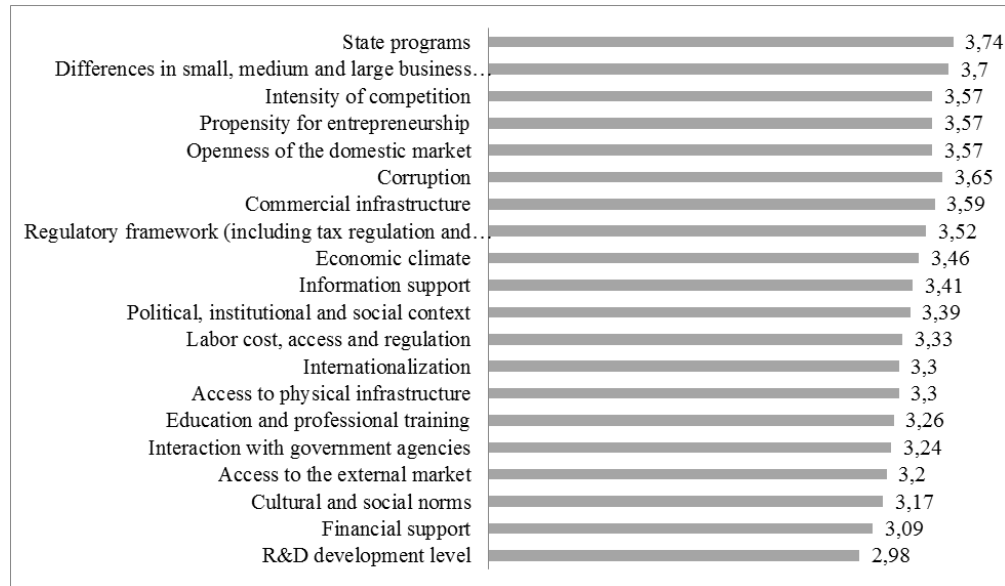 State programs 3,74
Differences in small, medium and large business… 3,7
Intensity of competition 3,57
Propensity for entrepreneurship 3,57
Openness of the domestic market 3,57
Corruption 3,65
Commercial infrastructure 3,59
Regulatory framework (including tax regulation and… 3,52
Economic climate 3,46
Information support 3,41
Political, institutional and social context 3,39
Labor cost, access and regulation 3,33
Internationalization 3,3
Access to physical infrastructure 3,3
Education and professional training 3,26
Interaction with government agencies 3,24
Access to the external market 3,2
Cultural and social norms 3,17
Financial support 3,09
R&D development level 2,98